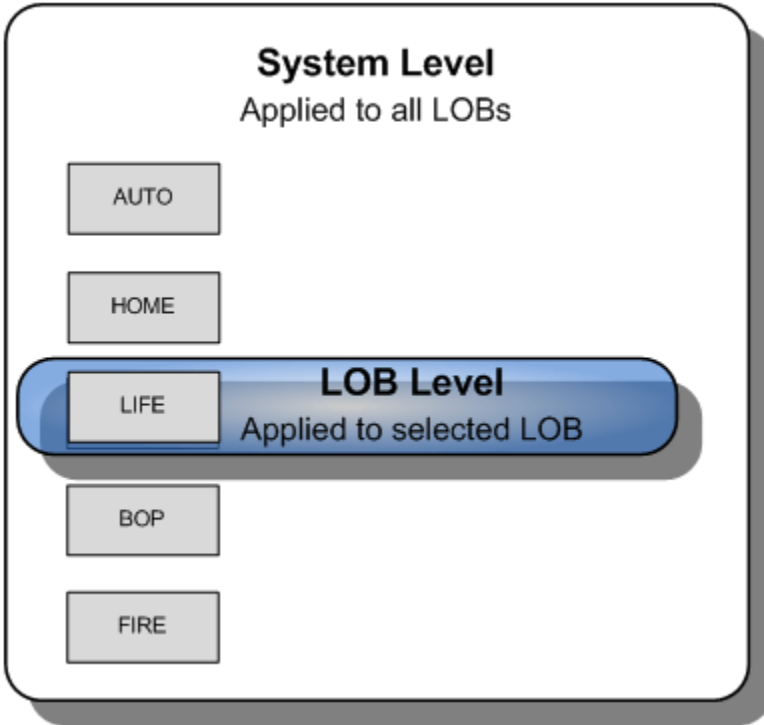 System Level
Applied to all LOBs
AUTO
HOME
LOB Level
LIFE
Applied to selected LOB
BOP
FIRE